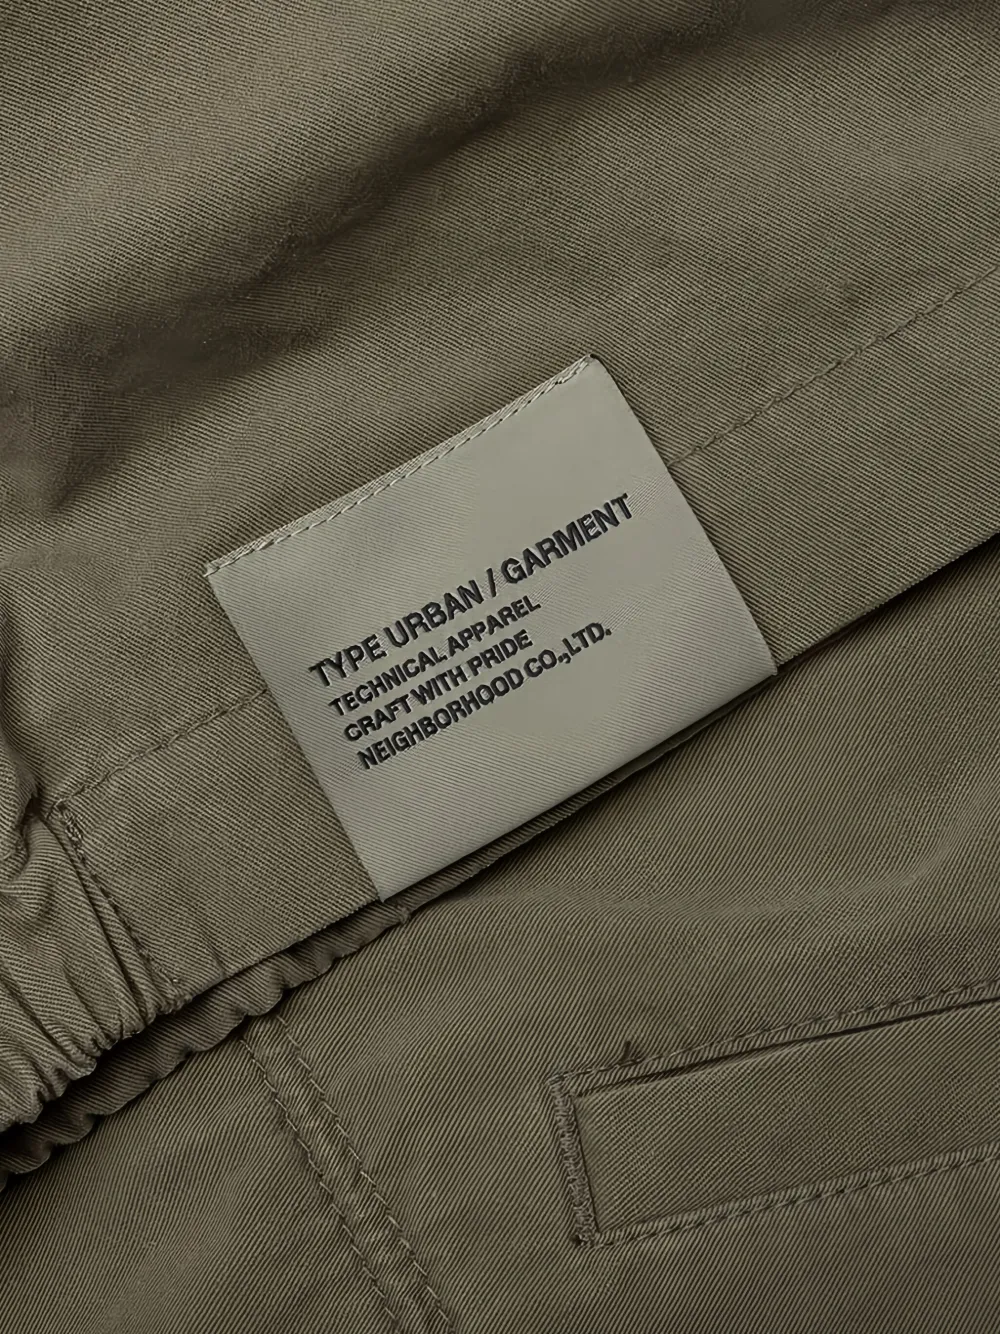 TYPE URBAN / GARMENT
TECHNICAL APPAREL
CRAFT WITH PRIDE
NEIGHBORHOOD CO.,LTD.